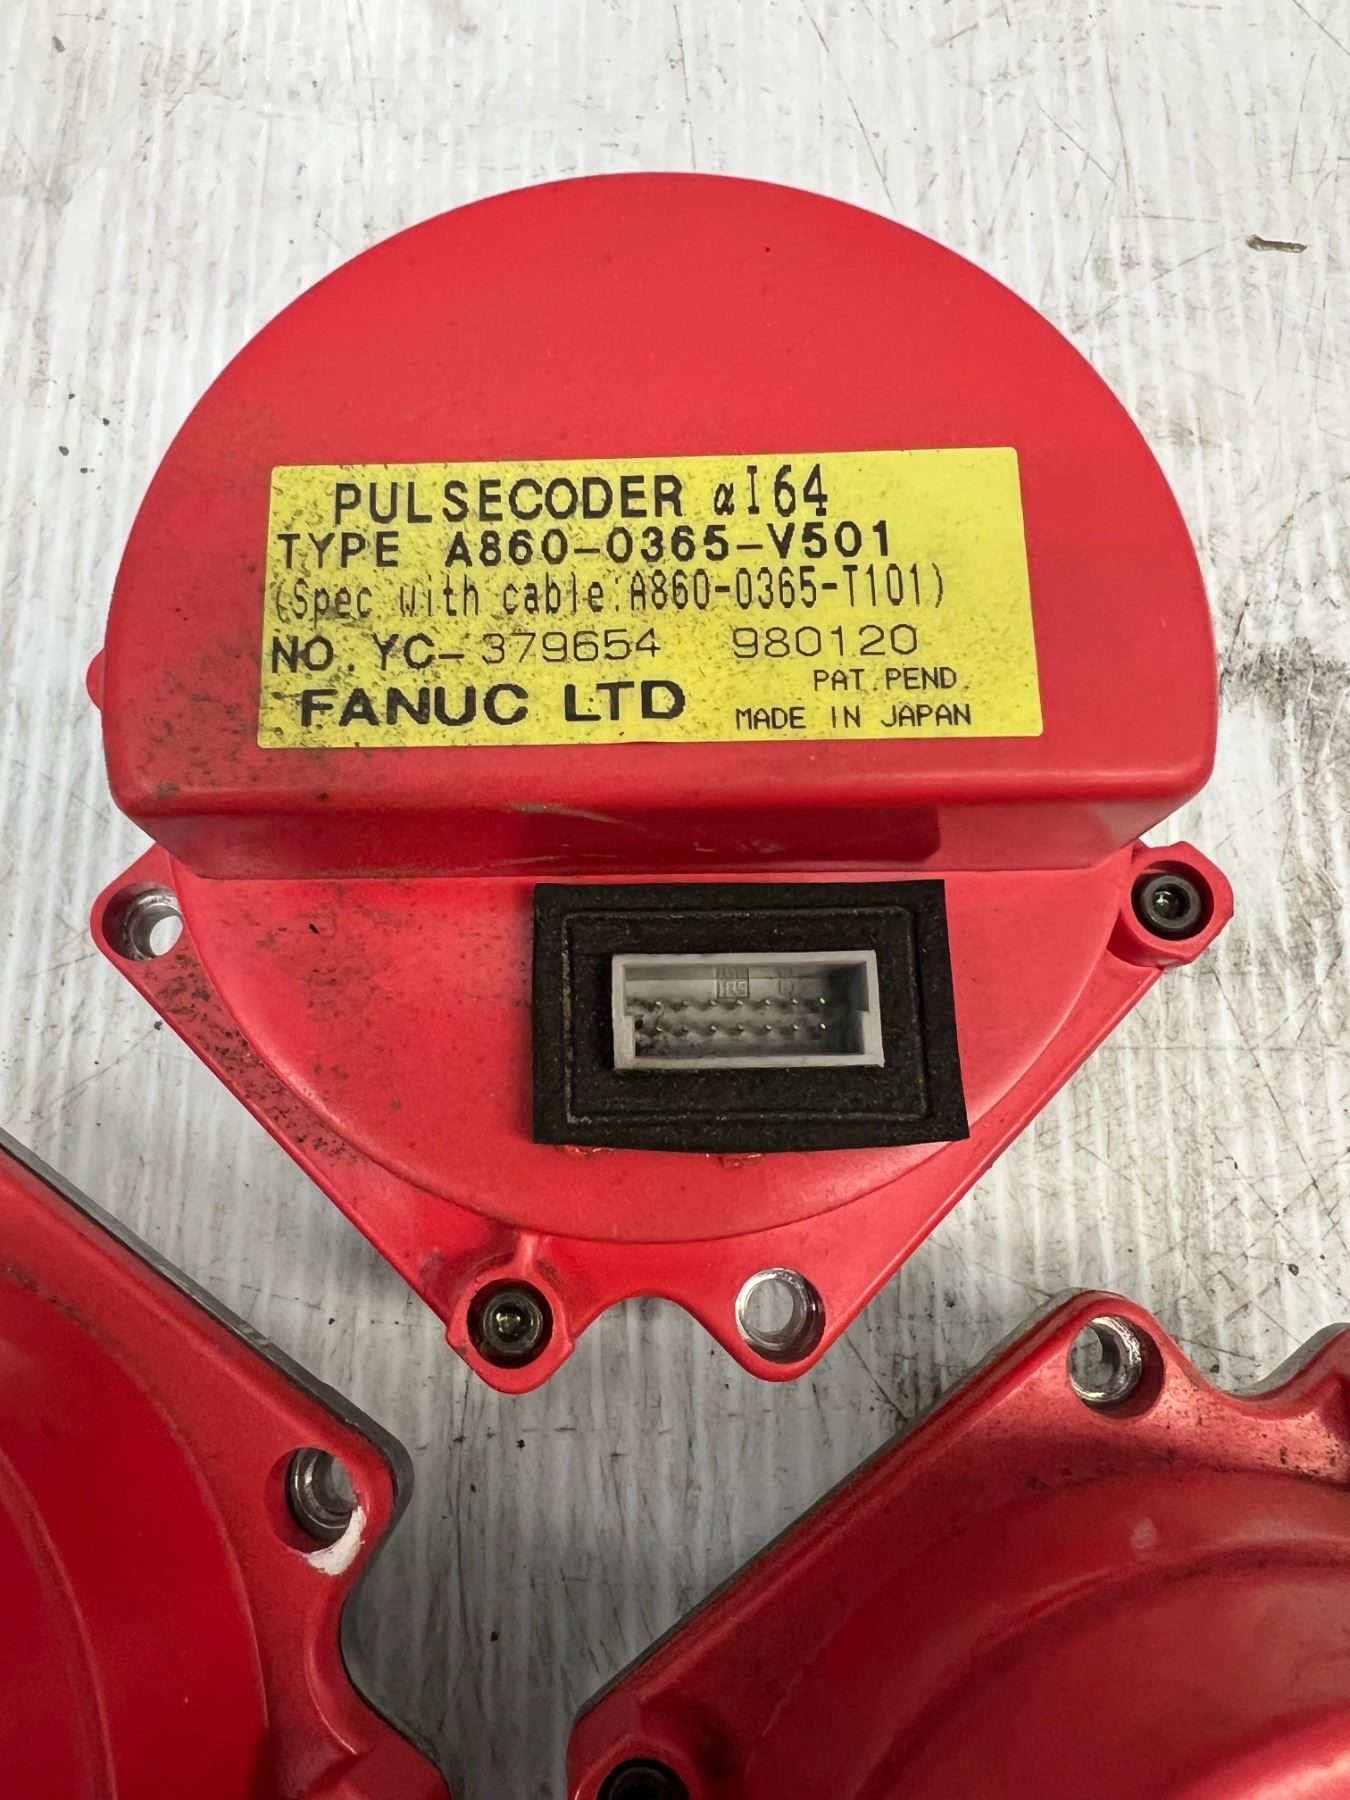 PULSECODER αI64
TYPE A860-0365-V501
(Spec with cable:A860-0365-T101)
NO. YC- 379654 980120
PAT. PEND.
FANUC LTD MADE IN JAPAN
HRS